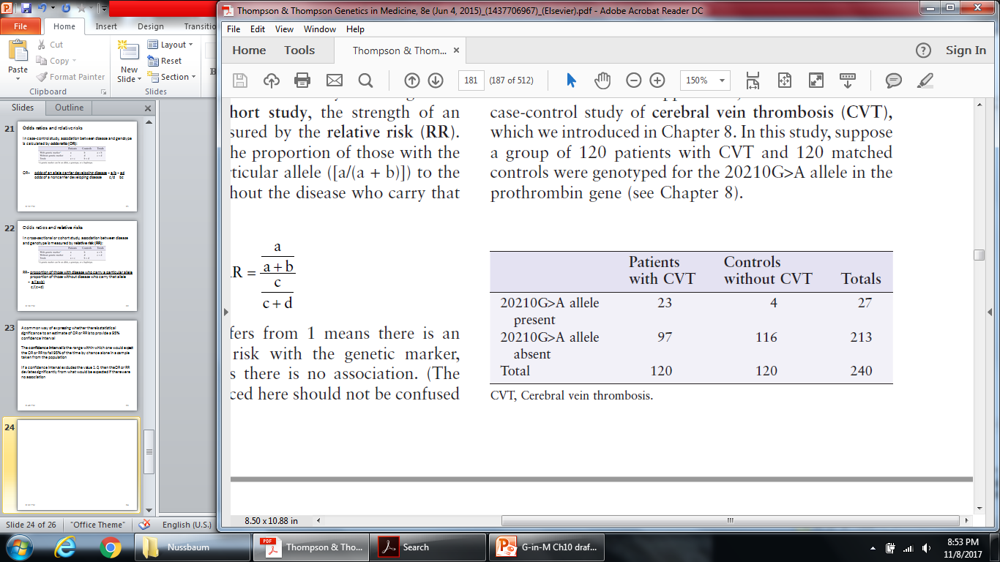 Thompson & Thompson Genetics in Medicine, 8e (Jun 4, 2015)_(1437706967)_(Elsevier).pdf - Adobe Acrobat Reader DC
File Home Insert Design Transitio
Cut
Copy
Format Painter
Paste
Clipboard
New
Slide
Layout
Reset
Section
Slides
B
File Edit View Window Help
Home Tools Thompson & Thom... × ? Sign In
181 (187 of 512) 150%
Slides Outline
21
Odds ratios and relative risks
In case-control study, association between disease and genotype
is calculated by odds ratio (OR):
OR= odds of an allele carrier developing disease = a/b = ad
odds of a noncarrier developing disease c/d bc
22
Odds ratios and relative risks
In cross-sectional or cohort study, association between disease
and genotype is measured by relative risk (RR):
RR= proportion of those with disease who carry a particular allele
proportion of those without disease who carry that allele
= a/(a+b)
c/(c+d)
23
A common way of expressing whether there is statistical
significance to an estimate of OR or RR is to provide a 95%
confidence interval
The confidence interval is the range within which one would expect
the OR or RR to fall 95% of the time by chance alone in a sample
taken from the population
If a confidence interval excludes the value 1.0, then the OR or RR
deviates significantly from what would be expected if there were
no association
24
hort study, the strength of an
sured by the relative risk (RR).
he proportion of those with the
ticular allele ([a/(a + b)]) to the
hout the disease who carry that
a
RR = a + b
c
c + d
fers from 1 means there is an
risk with the genetic marker,
s there is no association. (The
ced here should not be confused
case-control study of cerebral vein thrombosis (CVT),
which we introduced in Chapter 8. In this study, suppose
a group of 120 patients with CVT and 120 matched
controls were genotyped for the 20210G>A allele in the
prothrombin gene (see Chapter 8).
Patients Controls
with CVT without CVT Totals
20210G>A allele 23 4 27
present
20210G>A allele 97 116 213
absent
Total 120 120 240
CVT, Cerebral vein thrombosis.
8.50 x 10.88 in
Slide 24 of 26 "Office Theme" English (U.S.)
Nussbaum Thompson & Tho... Search G-in-M Ch10 draf...
8:53 PM
11/8/2017